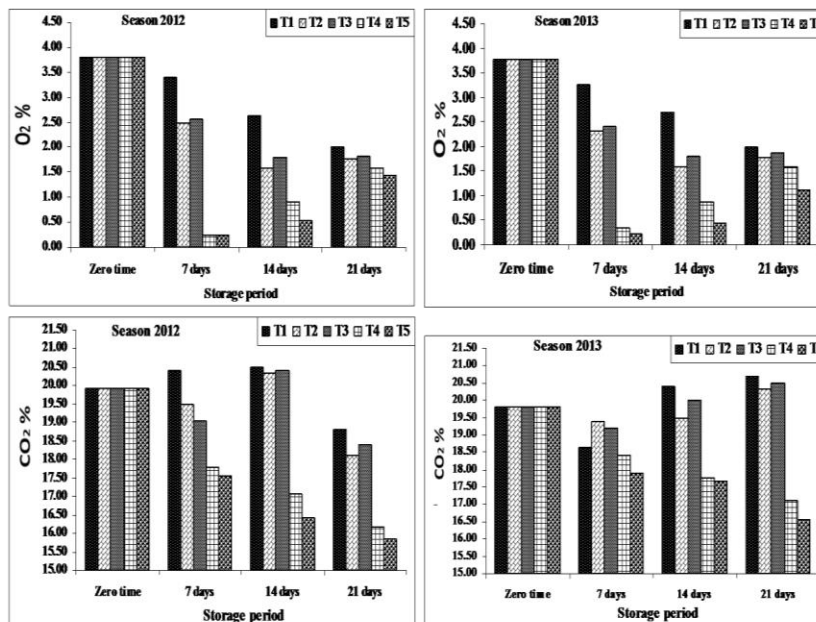 Season 2012
T1 T2 T3 T4 T5
O₂ %
4.50
4.00
3.50
3.00
2.50
2.00
1.50
1.00
0.50
0.00
Zero time 7 days 14 days 21 days
Storage period
Season 2013
T1 T2 T3 T4 T
O₂ %
4.50
4.00
3.50
3.00
2.50
2.00
1.50
1.00
0.50
0.00
Zero time 7 days 14 days 21 days
Storage period
Season 2012
T1 T2 T3 T4 T5
CO₂ %
21.50
21.00
20.50
20.00
19.50
19.00
18.50
18.00
17.50
17.00
16.50
16.00
15.50
15.00
Zero time 7 days 14 days 21 days
Storage period
Season 2013
T1 T2 T3 T4 T
CO₂ %
21.50
21.00
20.50
20.00
19.50
19.00
18.50
18.00
17.50
17.00
16.50
16.00
15.50
15.00
Zero time 7 days 14 days 21 days
Storage period